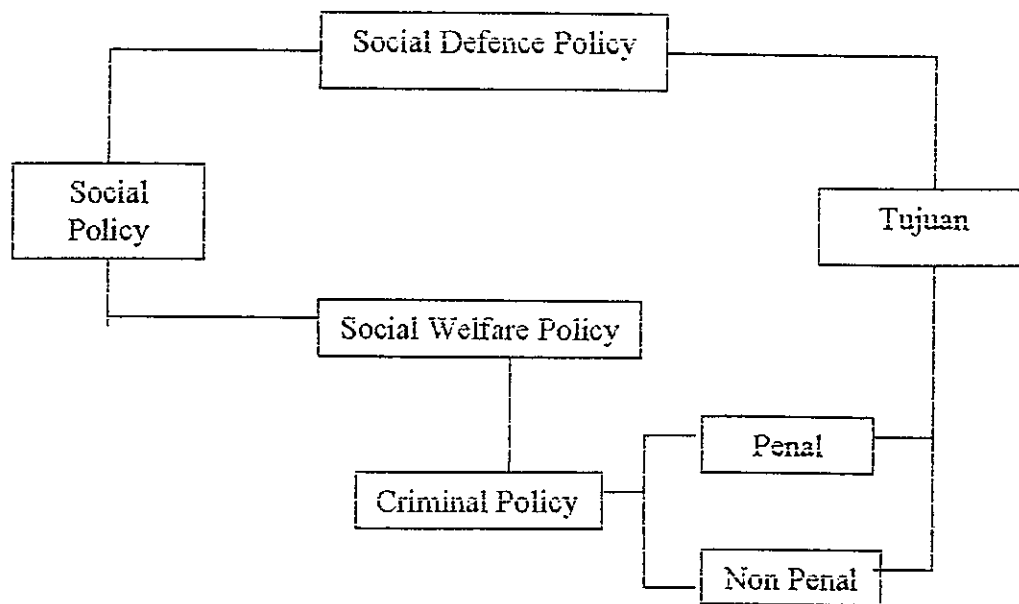 Social Defence Policy
Social
Policy
Tujuan
Social Welfare Policy
Penal
Criminal Policy
Non Penal